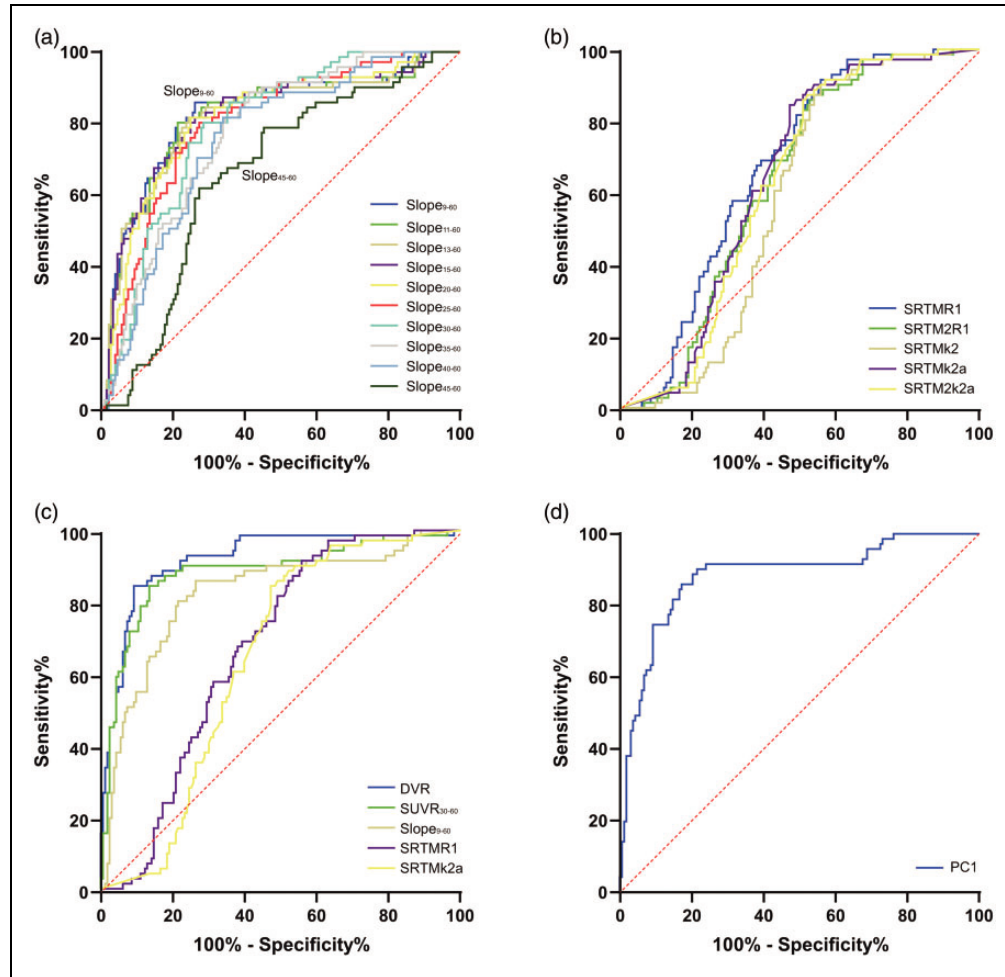 (a)
100
80
60
40
20
0
Sensitivity%
Slope9-60
Slope45-60
Slope9-60
Slope11-60
Slope13-60
Slope15-60
Slope20-60
Slope25-60
Slope30-60
Slope35-60
Slope40-60
Slope45-60
0 20 40 60 80 100
100% - Specificity%
(b)
100
80
60
40
20
0
Sensitivity%
SRTMR1
SRTM2R1
SRTMk2
SRTMk2a
SRTM2k2a
0 20 40 60 80 100
100% - Specificity%
(c)
100
80
60
40
20
0
Sensitivity%
DVR
SUVR30-60
Slope9-60
SRTMR1
SRTMk2a
0 20 40 60 80 100
100% - Specificity%
(d)
100
80
60
40
20
0
Sensitivity%
PC1
0 20 40 60 80 100
100% - Specificity%